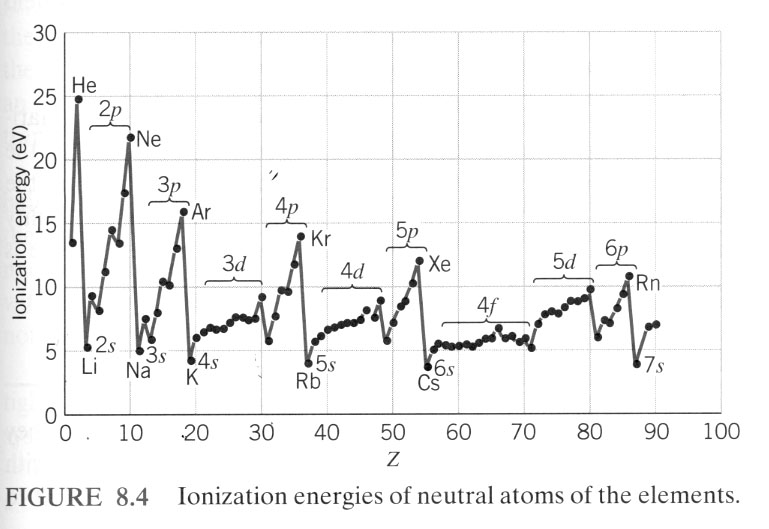 30
He
25
2p
Ne
20
3p
Ar
4p
Kr
15
5p
Xe
3d
4d
5d
6p
Rn
10
4f
5
Li
2s
Na
3s
K
4s
Rb
5s
Cs
6s
7s
0
0 10 20 30 40 50 60 70 80 90 100
Ionization energy (eV)
Z
FIGURE 8.4 Ionization energies of neutral atoms of the elements.